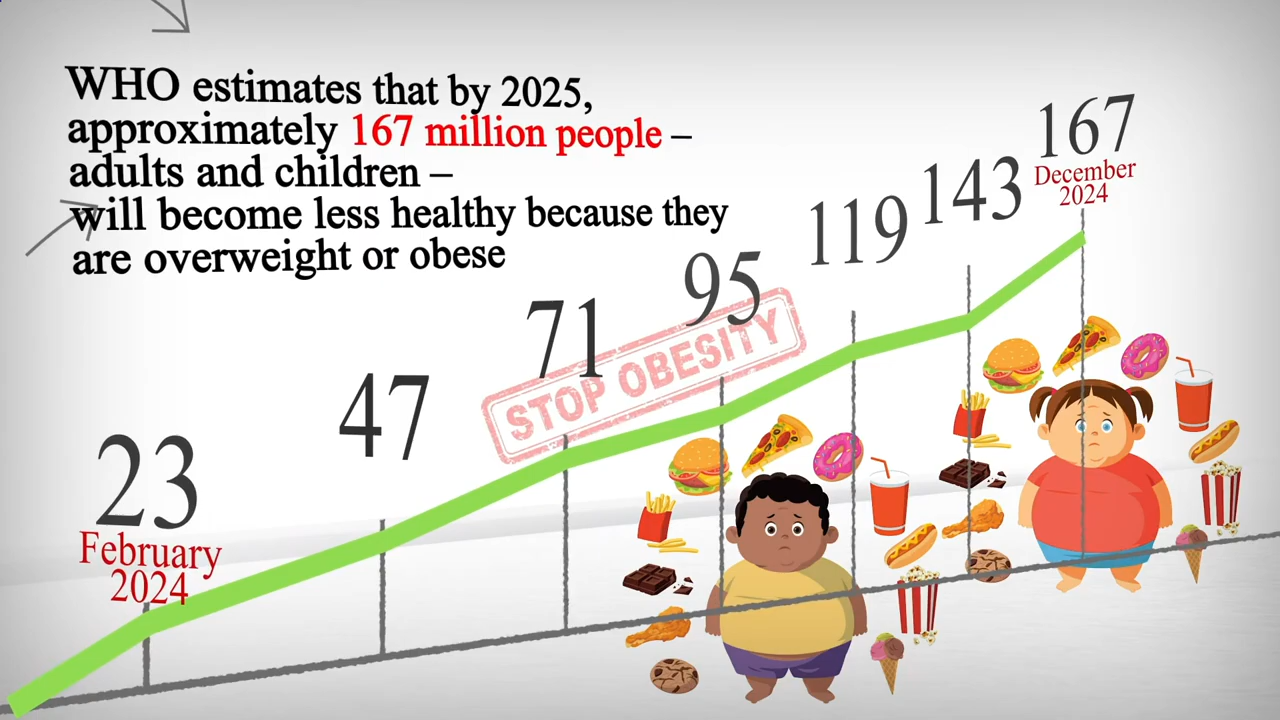 WHO estimates that by 2025,
approximately 167 million people –
adults and children –
will become less healthy because they
are overweight or obese
23
February
2024
47
71
STOP OBESITY
95
119
143
167
December
2024